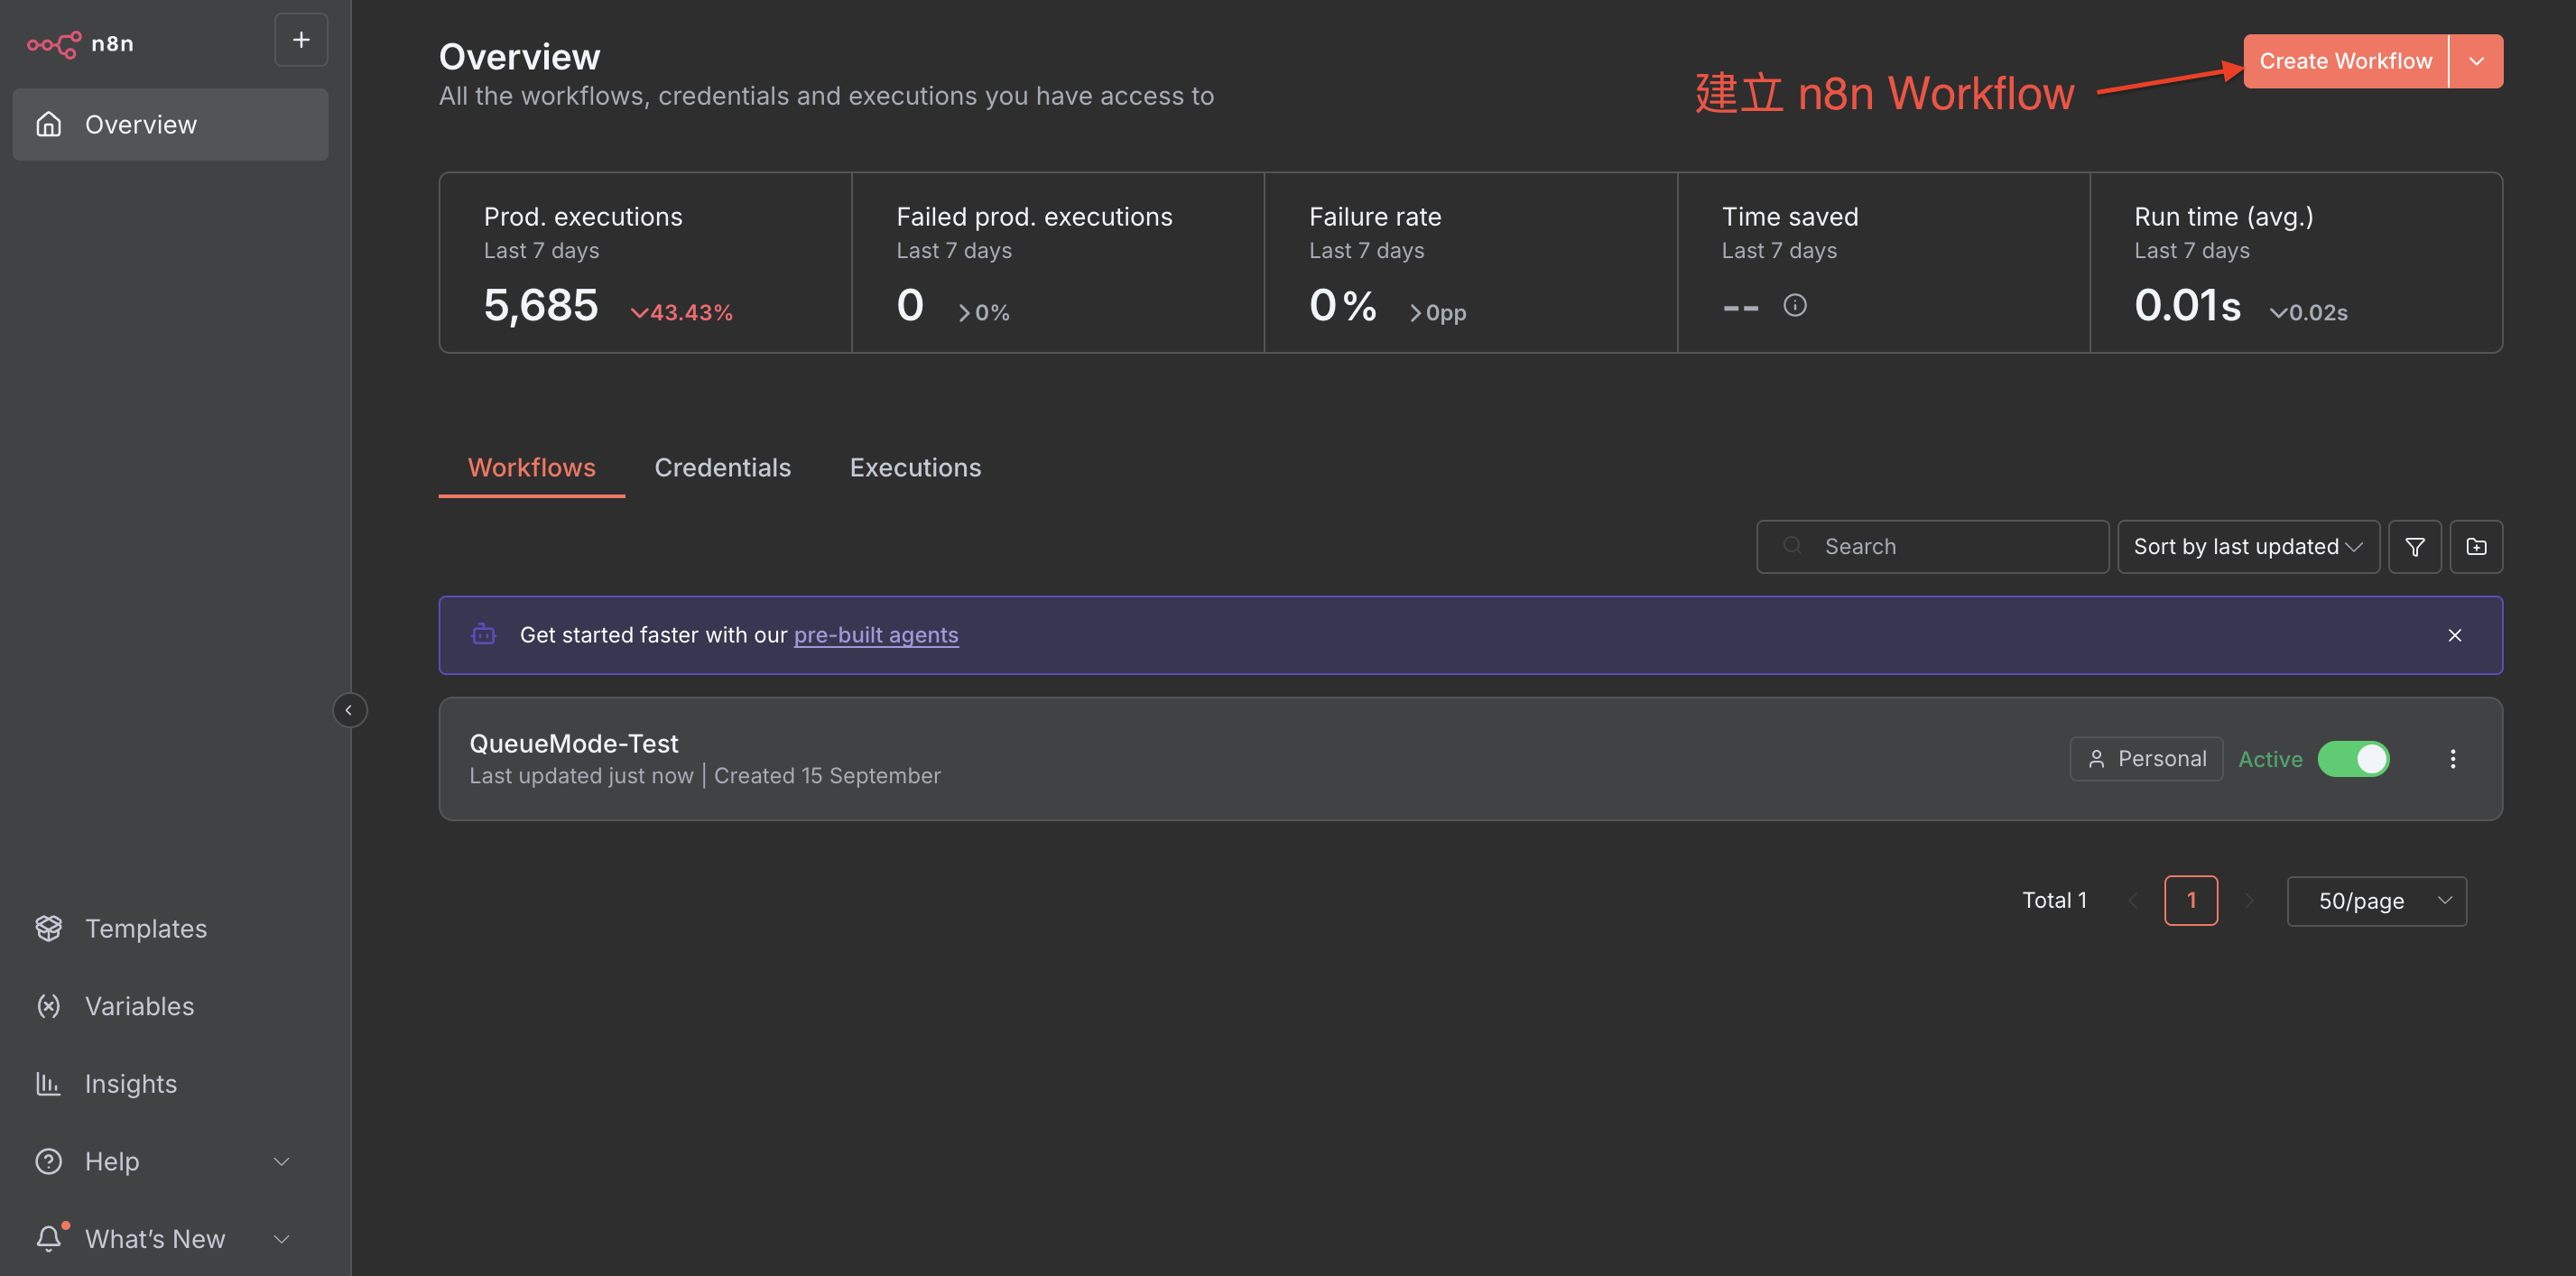 n8n
Overview
Templates
Variables
Insights
Help
What's New
Overview
All the workflows, credentials and executions you have access to
建立 n8n Workflow
Create Workflow
Prod. executions
Last 7 days
5,685 43.43%
Failed prod. executions
Last 7 days
0 0%
Failure rate
Last 7 days
0% 0pp
Time saved
Last 7 days
--
Run time (avg.)
Last 7 days
0.01s 0.02s
Workflows Credentials Executions
Search
Sort by last updated
Get started faster with our pre-built agents
QueueMode-Test
Last updated just now | Created 15 September
Personal
Active
Total 1
1
50/page